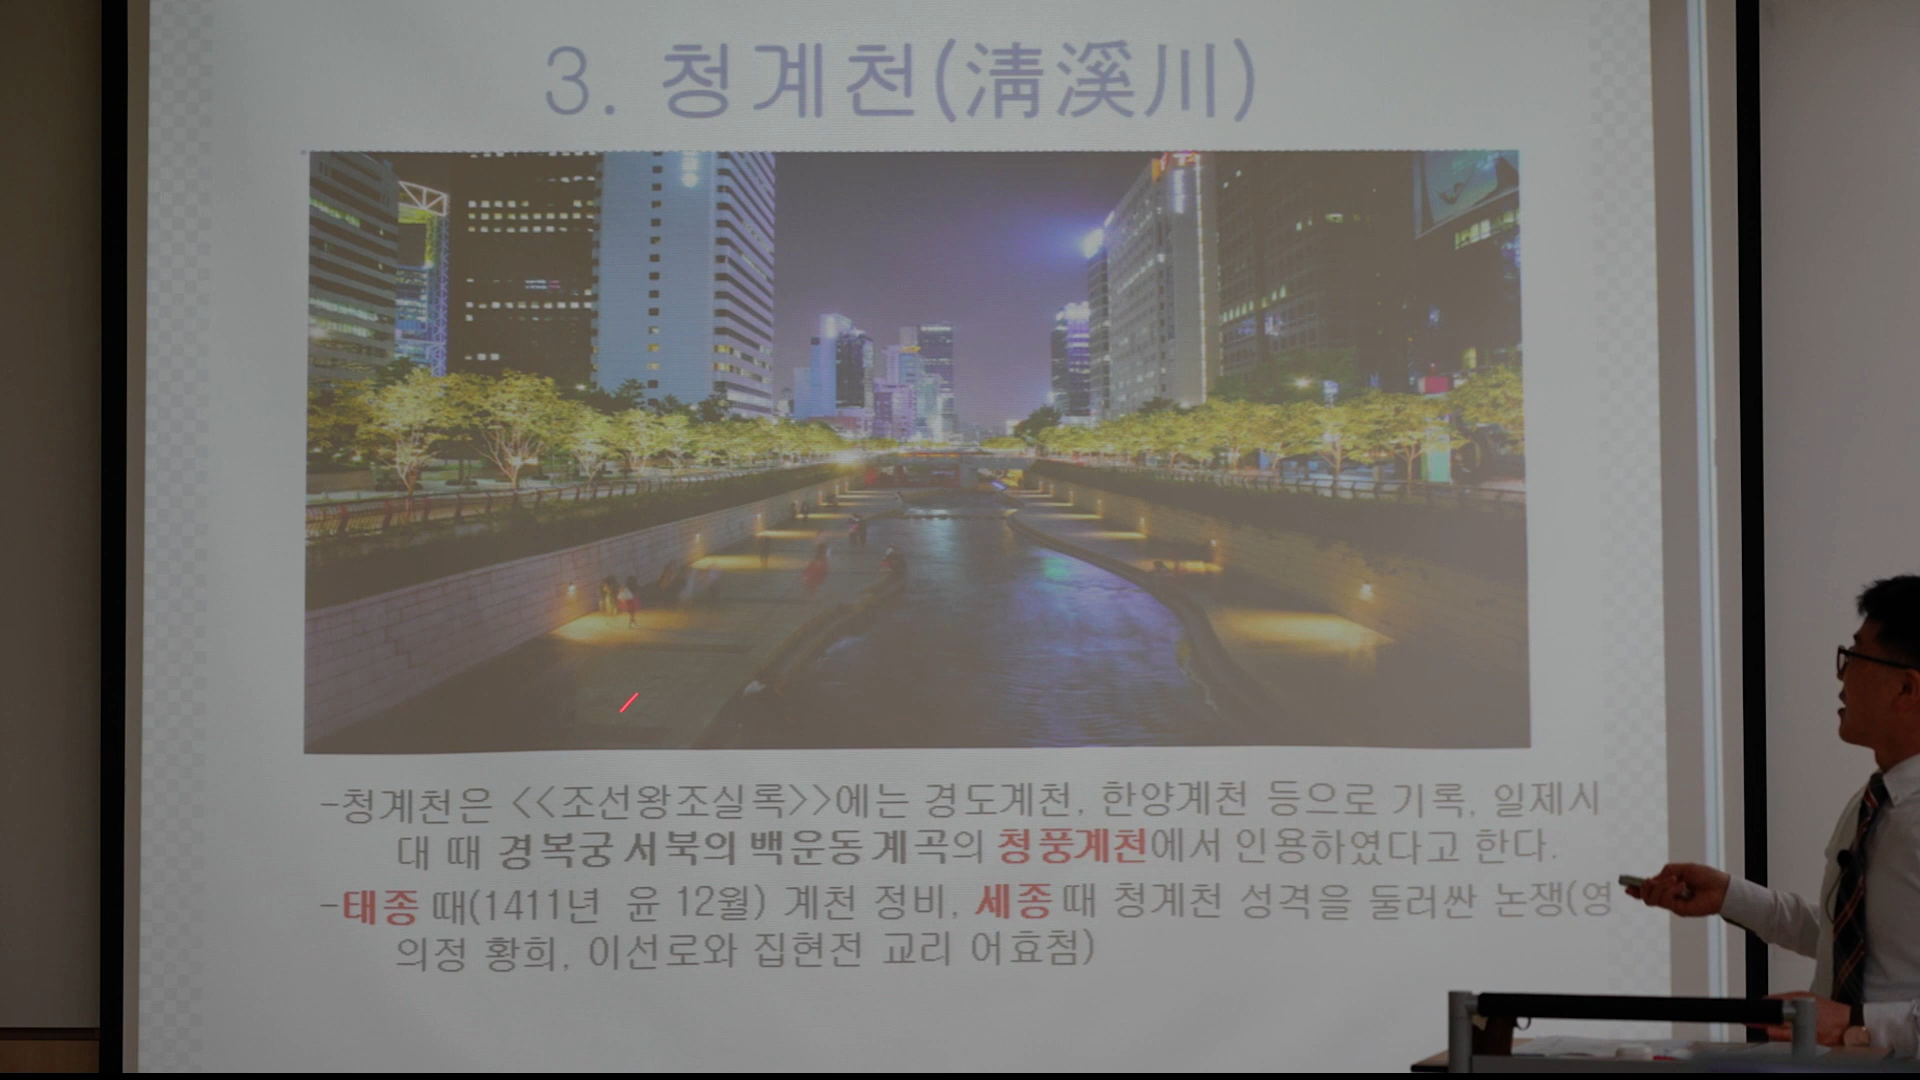 3. 청계천(淸溪川)
-청계천은 <<조선왕조실록>>에는 경도계천, 한양계천 등으로 기록, 일제시
대 때 경복궁 서북의 백운동 계곡의 청풍계천에서 인용하였다고 한다.
-태종 때(1411년 윤 12월) 계천 정비, 세종 때 청계천 성격을 둘러싼 논쟁(영
의정 황희, 이선로와 집현전 교리 어효첨)